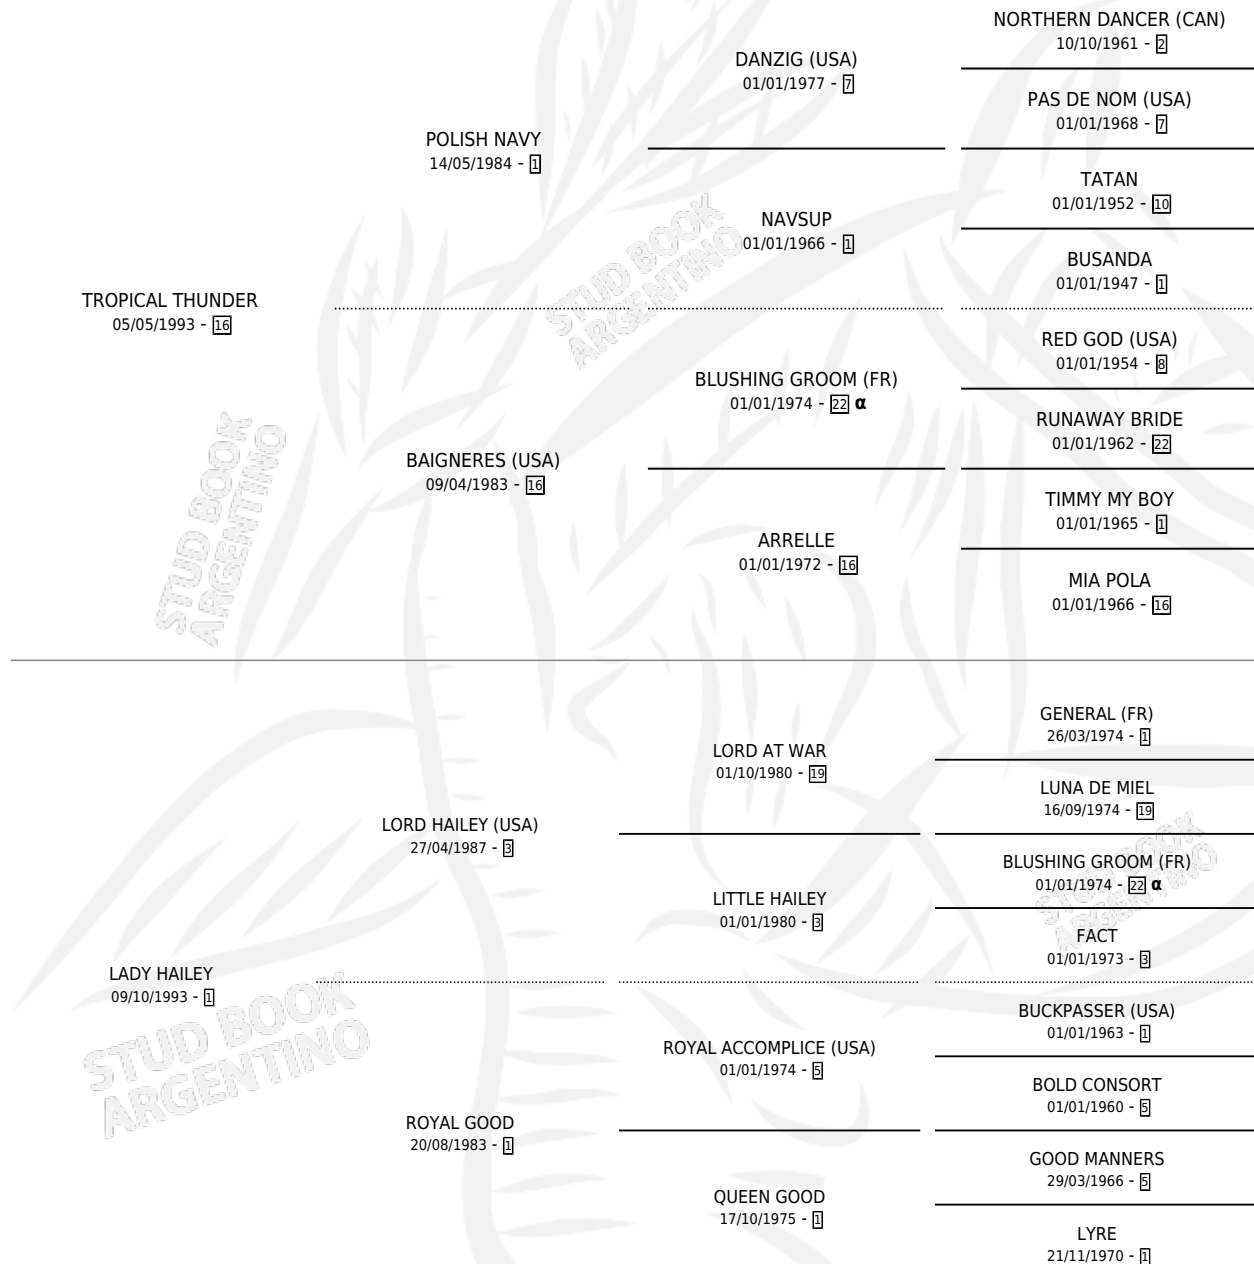 NORTHERN DANCER (CAN)
10/10/1961 - 2
DANZIG (USA)
01/01/1977 - 7
PAS DE NOM (USA)
01/01/1968 - 7
POLISH NAVY
14/05/1984 - 1
TATAN
01/01/1952 - 10
NAVSUP
01/01/1966 - 1
BUSANDA
01/01/1947 - 1
STUD BOOK
ARGENTINO
TROPICAL THUNDER
05/05/1993 - 16
RED GOD (USA)
01/01/1954 - 8
BLUSHING GROOM (FR)
01/01/1974 - 22 α
RUNAWAY BRIDE
01/01/1962 - 22
BAIGNERES (USA)
09/04/1983 - 16
TIMMY MY BOY
01/01/1965 - 1
ARRELLE
01/01/1972 - 16
MIA POLA
01/01/1966 - 16
STUD BOOK
ARGENTINO
GENERAL (FR)
26/03/1974 - 1
LORD AT WAR
01/10/1980 - 19
LUNA DE MIEL
16/09/1974 - 19
LORD HAILEY (USA)
27/04/1987 - 3
BLUSHING GROOM (FR)
01/01/1974 - 22 α
STUD BOOK
ARGENTINO
LITTLE HAILEY
01/01/1980 - 3
FACT
01/01/1973 - 3
LADY HAILEY
09/10/1993 - 1
STUD BOOK
ARGENTINO
BUCKPASSER (USA)
01/01/1963 - 1
ROYAL ACCOMPLICE (USA)
01/01/1974 - 5
BOLD CONSORT
01/01/1960 - 5
ROYAL GOOD
20/08/1983 - 1
GOOD MANNERS
29/03/1966 - 5
QUEEN GOOD
17/10/1975 - 1
LYRE
21/11/1970 - 1